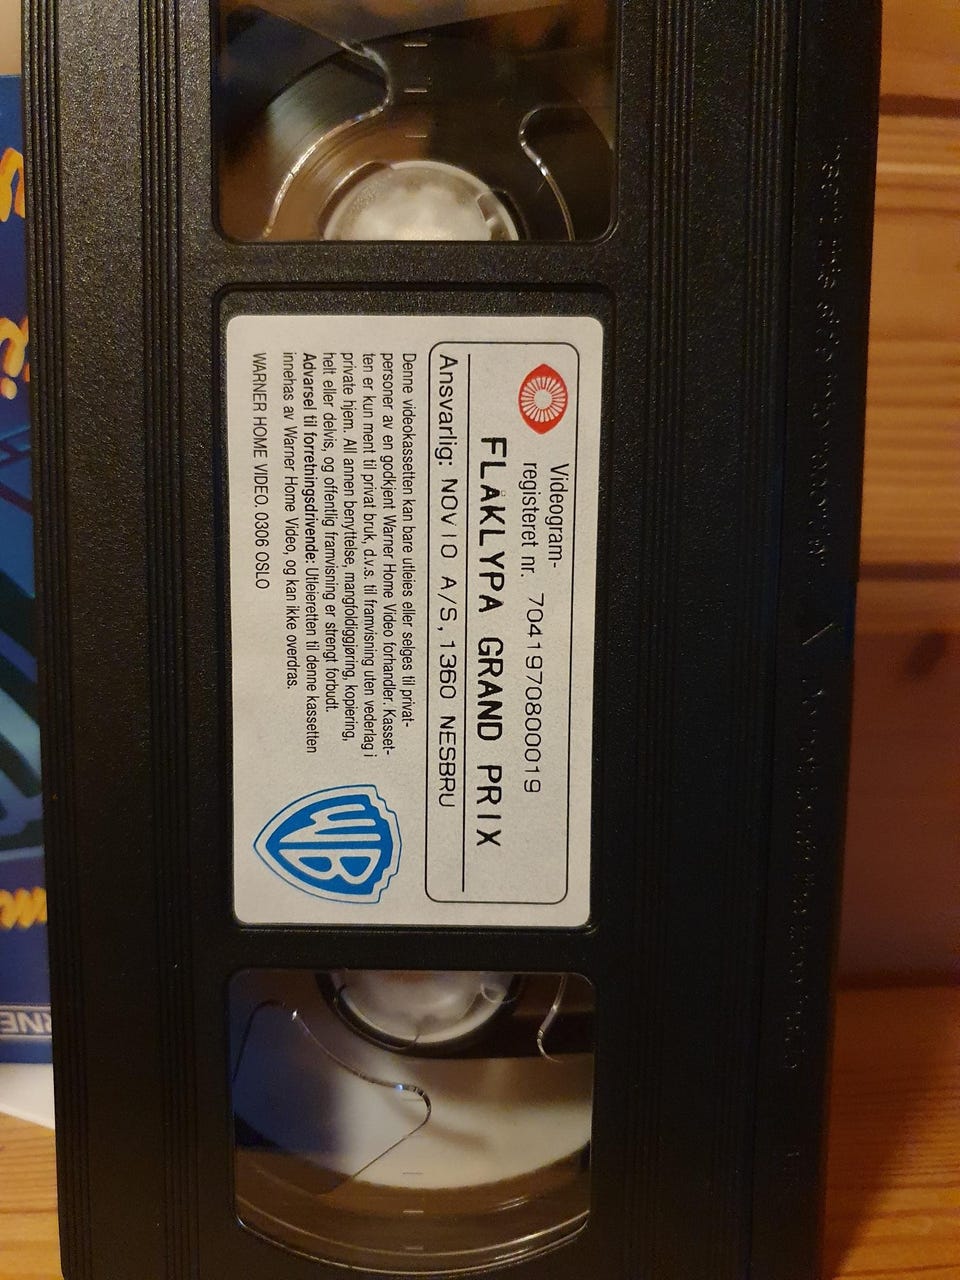 Videogram-
registeret nr. 7041970800019
FLÅKLYPA GRAND PRIX
Ansvarlig: NOVIO A/S, 1360 NESBRU
Denne videokassetten kan bare utleies eller selges til privat-
personer av en godkjent Warner Home Video forhandler. Kasset-
ten er kun ment til privat bruk, d.v.s. til framvisning uten vederlag i
private hjem. All annen benyttelse, mangfoldiggjøring, kopiering,
helt eller delvis, og offentlig framvisning er strengt forbudt.
Advarsel til forretningsdrivende: Utleieretten til denne kassetten
innehas av Warner Home Video, og kan ikke overdras.
WARNER HOME VIDEO, 0306 OSLO
WB